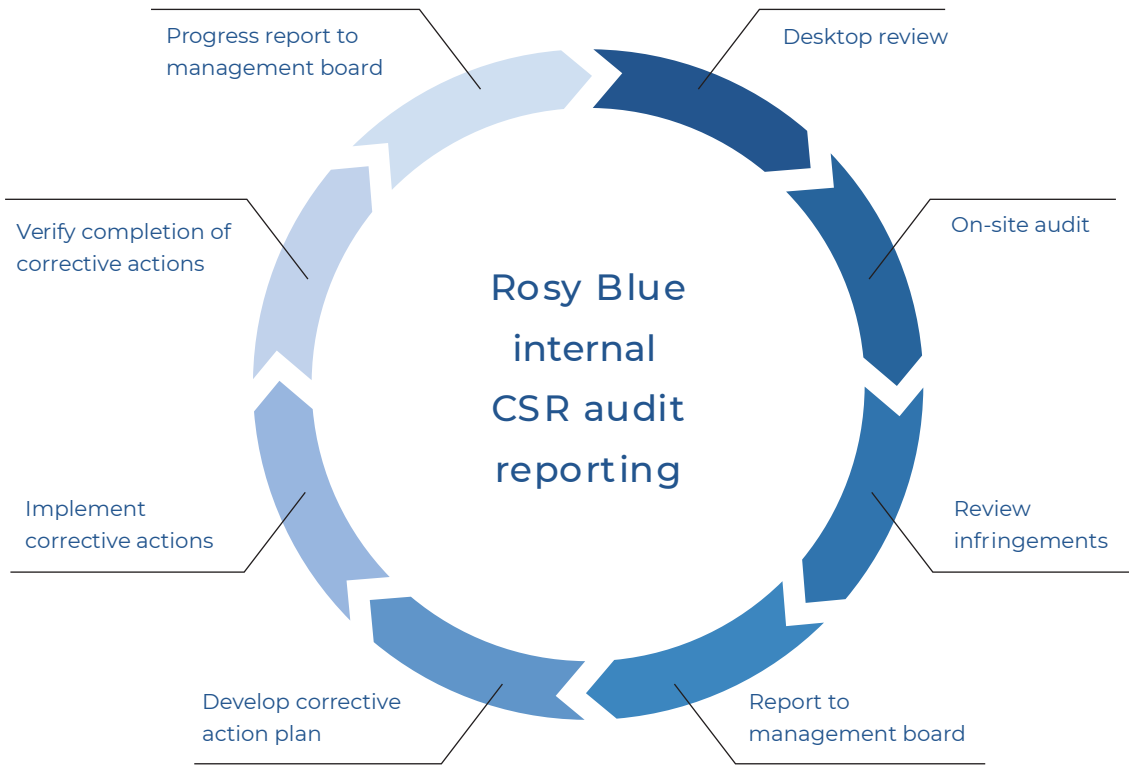 Progress report to
management board
Desktop review
Verify completion of
corrective actions
On-site audit
Rosy Blue
internal
CSR audit
reporting
Implement
corrective actions
Review
infringements
Develop corrective
action plan
Report to
management board